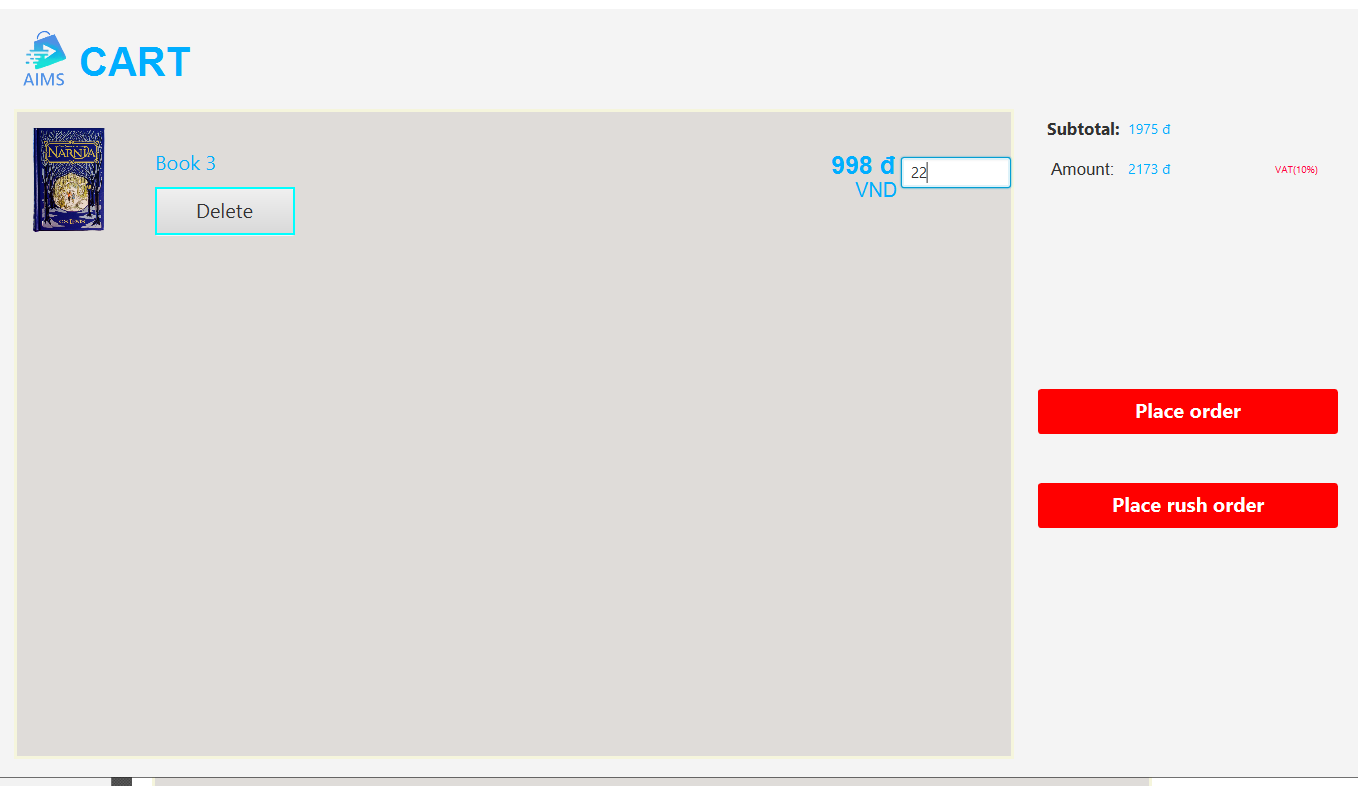 AIMS
CART
NARNIA
Book 3
Delete
998 đ
VND
22
Subtotal: 1975 đ
Amount: 2173 đ VAT(10%)
Place order
Place rush order